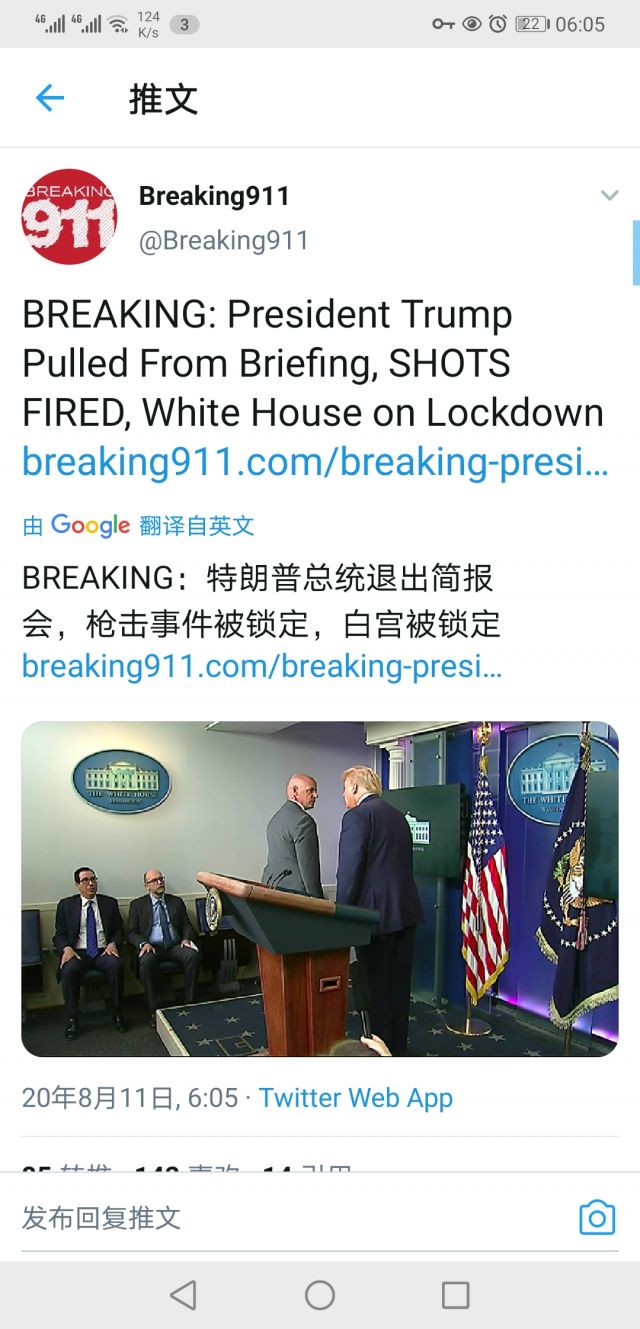 4G 4G 124 K/s 3 22 06:05
推文
BREAKING
911
Breaking911
@Breaking911
BREAKING: President Trump
Pulled From Briefing, SHOTS
FIRED, White House on Lockdown
breaking911.com/breaking-presi…
由 Google 翻译自英文
BREAKING：特朗普总统退出简报
会，枪击事件被锁定，白宫被锁定
breaking911.com/breaking-presi…
THE WHITE HOUSE
WASHINGTON
THE WHITE
20年8月11日, 6:05 · Twitter Web App
发布回复推文